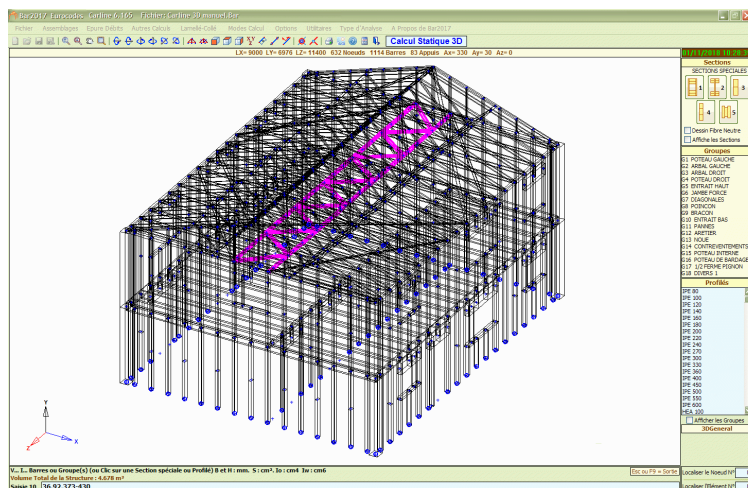 Bar2017 Eurocodes Cartine 6.165 Fichier: Cartine 3D manuel.Bar
Fichier Assemblages Epure Débits Autres Calculs Lamellé-Collé Modes Calcul Options Utilitaires Type d'Analyse A Propos de Bar2017
Calcul Statique 3D
LX= 9000 LY= 6976 LZ= 11400 632 Noeuds 1114 Barres 83 Appuis Ax= 330 Ay= 30 Az= 0
01/11/2018 10:20:3
Sections
SECTIONS SPECIALES
1
2
3
4
5
Dessin Fibre Neutre
Affiche les Sections
Groupes
G1 POTEAU GAUCHE
G2 ARBAL GAUCHE
G3 ARBAL DROIT
G4 POTEAU DROIT
G5 ENTRAIT HAUT
G6 JAMBE FORCE
G7 DIAGONALES
G8 POINCON
G9 BRACON
G10 ENTRAIT BAS
G11 PANNES
G12 ARETIER
G13 NOUE
G14 CONTREVENTEMENTS
G15 POTEAU INTERNE
G16 POTEAU DE BARDAGE
G17 1/2 FERME PIGNON
G18 DIVERS 1
Profilés
IPE 80
IPE 100
IPE 120
IPE 140
IPE 160
IPE 180
IPE 200
IPE 220
IPE 240
IPE 270
IPE 300
IPE 330
IPE 360
IPE 400
IPE 450
IPE 500
IPE 550
IPE 600
HEA 100
Afficher les Groupes
3DGeneral
Y
X
Z
V... I... Barres ou Groupe(s) (ou Clic sur une Section spéciale ou Profilé) B et H : mm. S : cm². Io : cm4 Iw : cm6
Esc ou F9 = Sortie
Localiser le Noeud N°
Volume Total de la Structure : 4.678 m³
Saisie 10 36,92,373-430
Localiser l'Elément N°